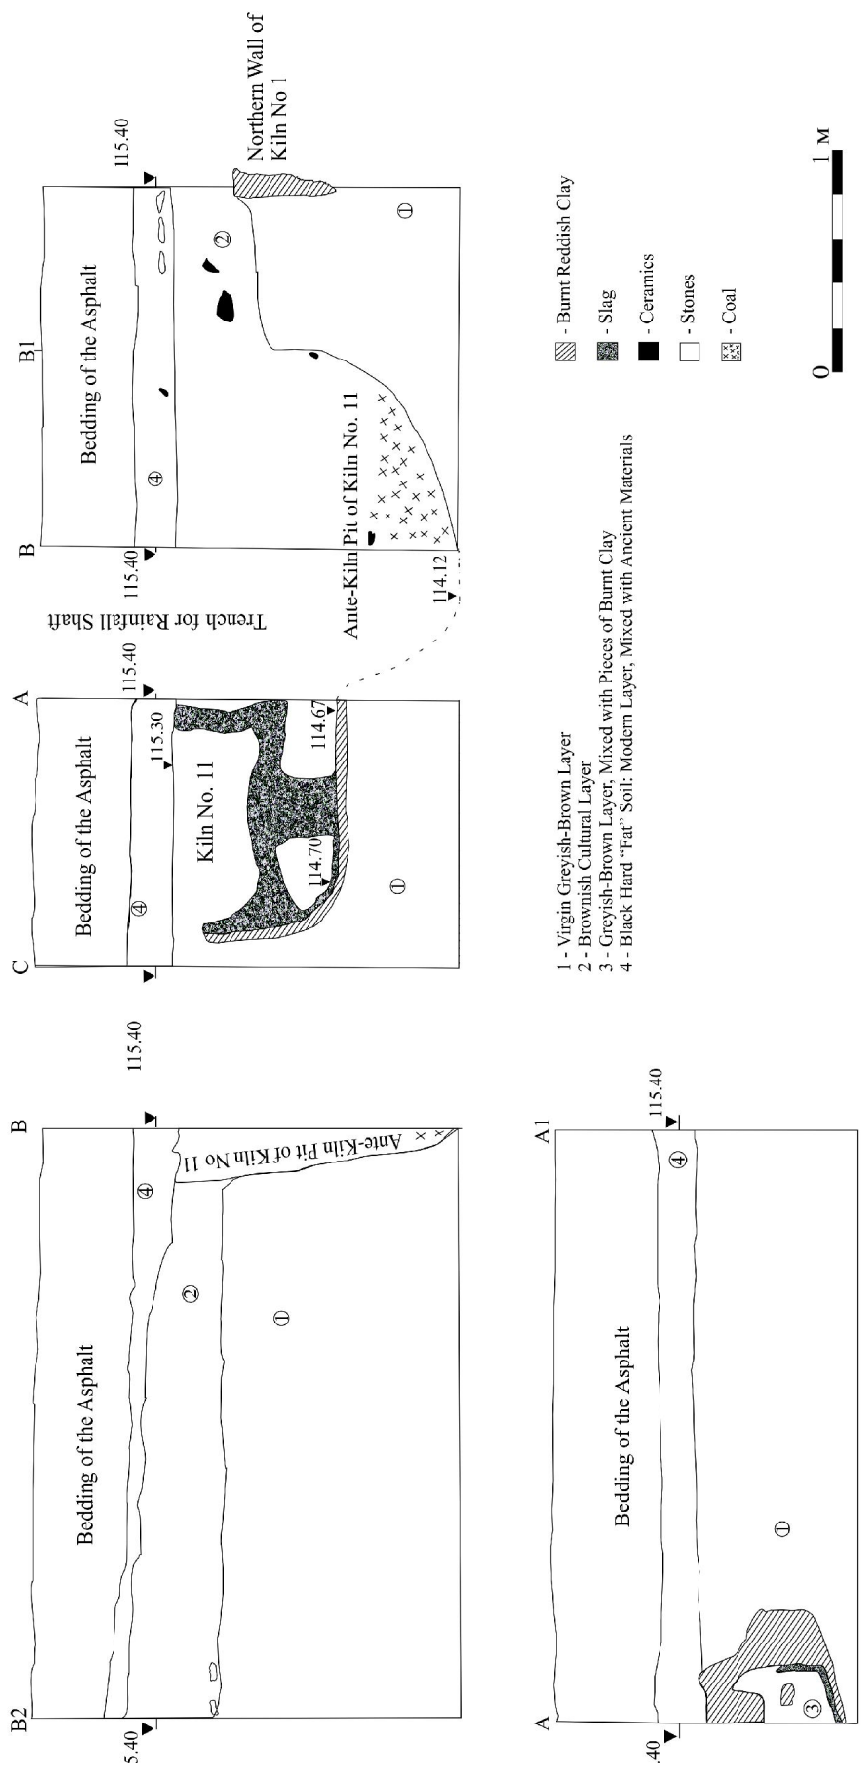 B2
B
C
A
B
B1
115.40
115.40
115.40
115.40
5.40
Bedding of the Asphalt
Bedding of the Asphalt
Bedding of the Asphalt
④
②
①
Ante-Kiln Pit of Kiln No 11
④
115.30
Kiln No. 11
114.70
114.67
①
Trench for Rainfall Shaft
④
②
①
Ante-Kiln Pit of Kiln No. 11
114.12
Northern Wall of
Kiln No 1
A
A1
.40
115.40
Bedding of the Asphalt
④
①
③
1 - Virgin Greyish-Brown Layer
2 - Brownish Cultural Layer
3 - Greyish-Brown Layer, Mixed with Pieces of Burnt Clay
4 - Black Hard “Fat” Soil: Modern Layer, Mixed with Ancient Materials
- Burnt Reddish Clay
- Slag
- Ceramics
- Stones
- Coal
0
1 M